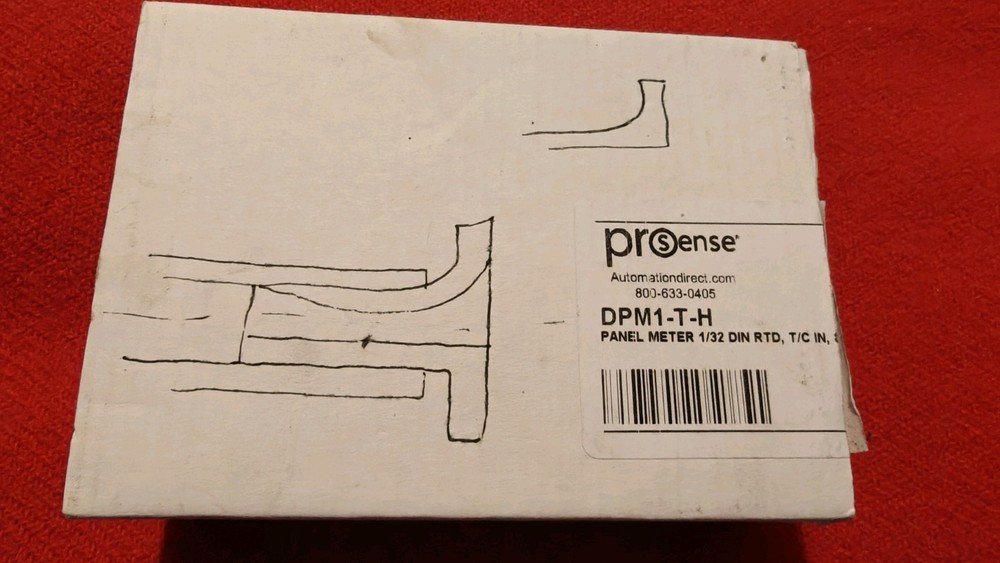 prosense®
Automationdirect.com
800-633-0405
DPM1-T-H
PANEL METER 1/32 DIN RTD, T/C IN,